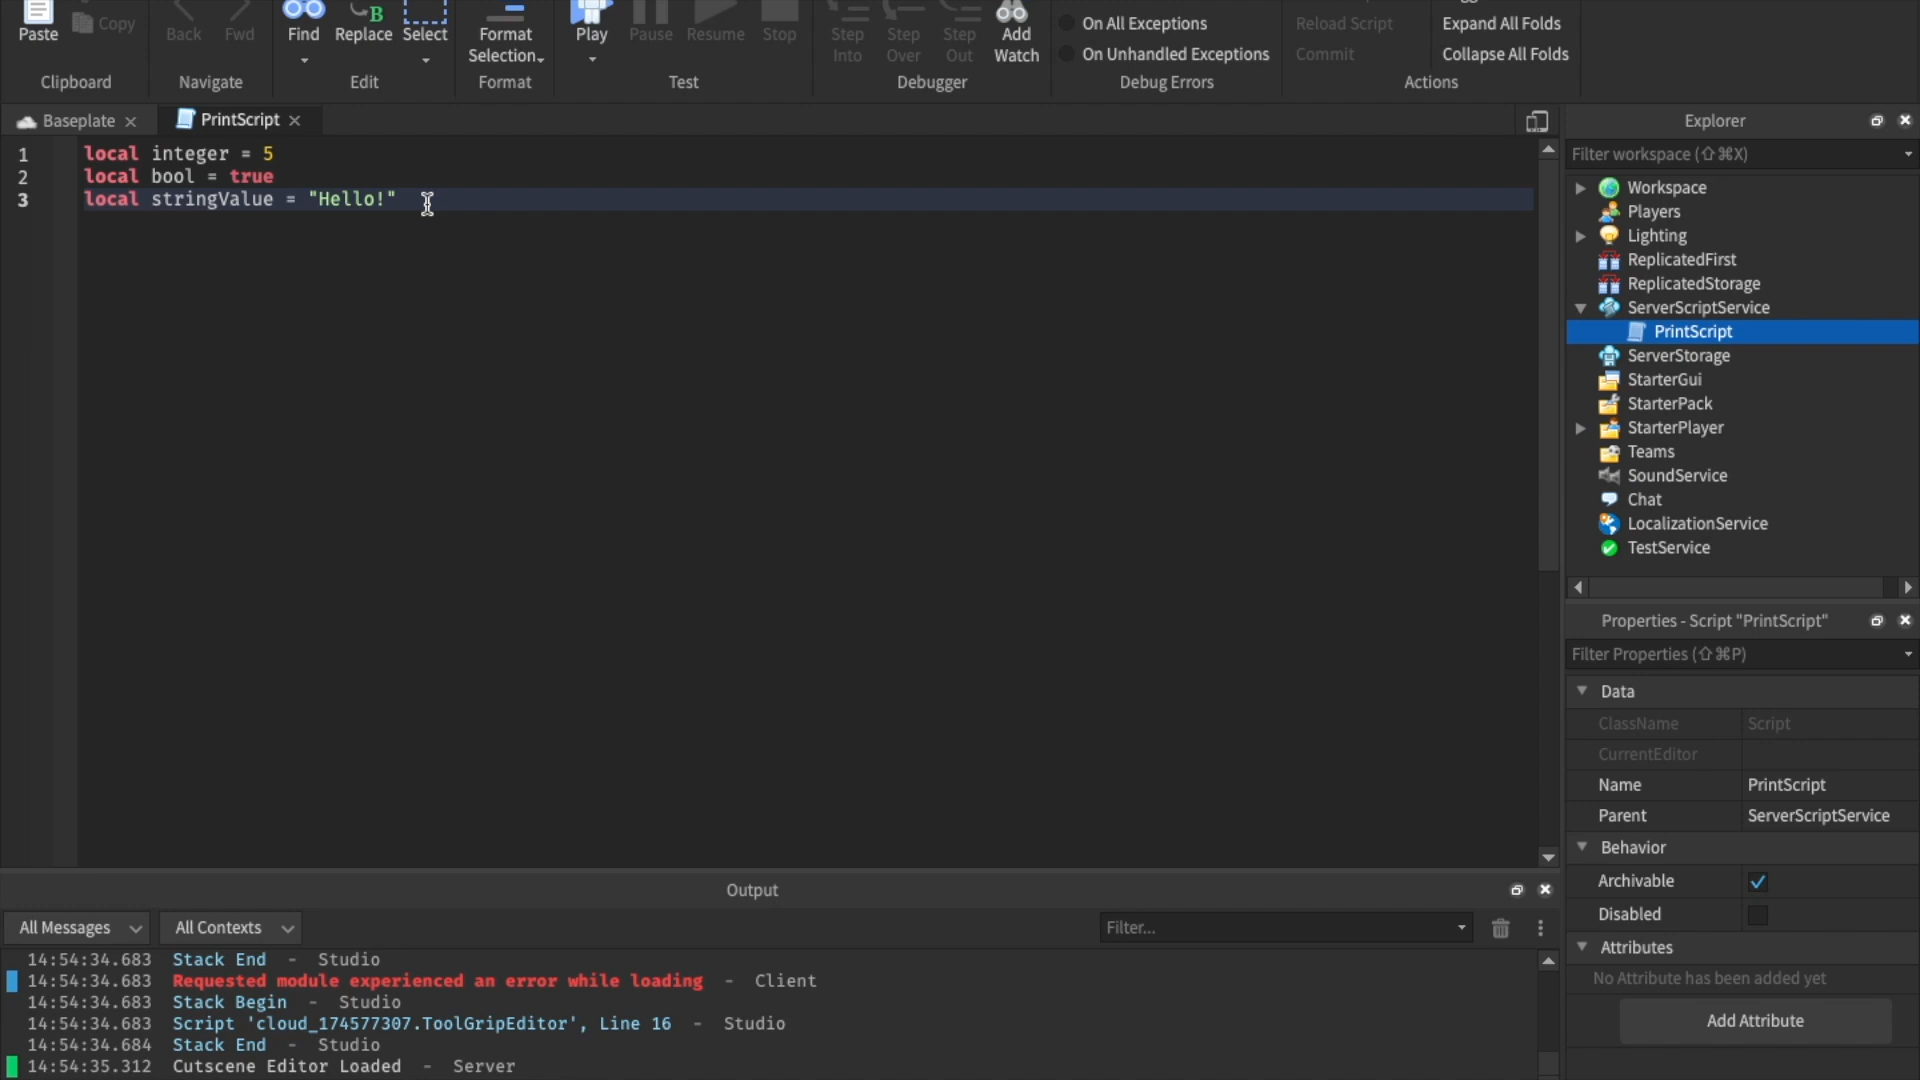 Paste
Copy
Clipboard
Back
Fwd
Navigate
Find
Replace
Select
Edit
Format
Selection
Format
Play
Pause
Resume
Stop
Test
Step
Into
Step
Over
Step
Out
Add
Watch
Debugger
On All Exceptions
On Unhandled Exceptions
Debug Errors
Reload Script
Commit
Expand All Folds
Collapse All Folds
Actions
Baseplate
PrintScript
1 local integer = 5
2 local bool = true
3 local stringValue = "Hello!"
Explorer
Filter workspace (⇧⌘X)
Workspace
Players
Lighting
ReplicatedFirst
ReplicatedStorage
ServerScriptService
PrintScript
ServerStorage
StarterGui
StarterPack
StarterPlayer
Teams
SoundService
Chat
LocalizationService
TestService
Properties - Script "PrintScript"
Filter Properties (⇧⌘P)
Data
ClassName Script
CurrentEditor
Name PrintScript
Parent ServerScriptService
Behavior
Archivable
Disabled
Attributes
No Attribute has been added yet
Add Attribute
Output
All Messages
All Contexts
Filter...
14:54:34.683 Stack End - Studio
14:54:34.683 Requested module experienced an error while loading - Client
14:54:34.683 Stack Begin - Studio
14:54:34.683 Script 'cloud_174577307.ToolGripEditor', Line 16 - Studio
14:54:34.684 Stack End - Studio
14:54:35.312 Cutscene Editor Loaded - Server